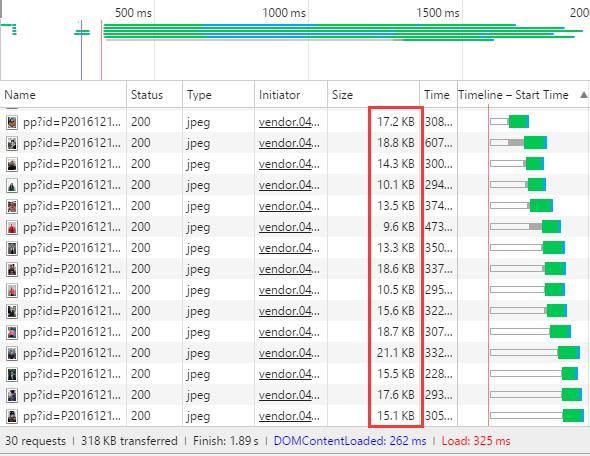 500 ms 1000 ms 1500 ms 200
Name Status Type Initiator Size Time Timeline – Start Time ▲
pp?id=P2016121... 200 jpeg vendor.04... 17.2 KB 308...
pp?id=P2016121... 200 jpeg vendor.04... 18.8 KB 607...
pp?id=P2016121... 200 jpeg vendor.04... 14.3 KB 300...
pp?id=P2016121... 200 jpeg vendor.04... 10.1 KB 294...
pp?id=P2016121... 200 jpeg vendor.04... 13.5 KB 374...
pp?id=P2016121... 200 jpeg vendor.04... 9.6 KB 473...
pp?id=P2016121... 200 jpeg vendor.04... 13.3 KB 350...
pp?id=P2016121... 200 jpeg vendor.04... 18.6 KB 337...
pp?id=P2016121... 200 jpeg vendor.04... 10.5 KB 295...
pp?id=P2016121... 200 jpeg vendor.04... 15.6 KB 322...
pp?id=P2016121... 200 jpeg vendor.04... 18.7 KB 307...
pp?id=P2016121... 200 jpeg vendor.04... 21.1 KB 332...
pp?id=P2016121... 200 jpeg vendor.04... 15.5 KB 228...
pp?id=P2016121... 200 jpeg vendor.04... 17.6 KB 293...
pp?id=P2016121... 200 jpeg vendor.04... 15.1 KB 305...
30 requests | 318 KB transferred | Finish: 1.89 s | DOMContentLoaded: 262 ms | Load: 325 ms